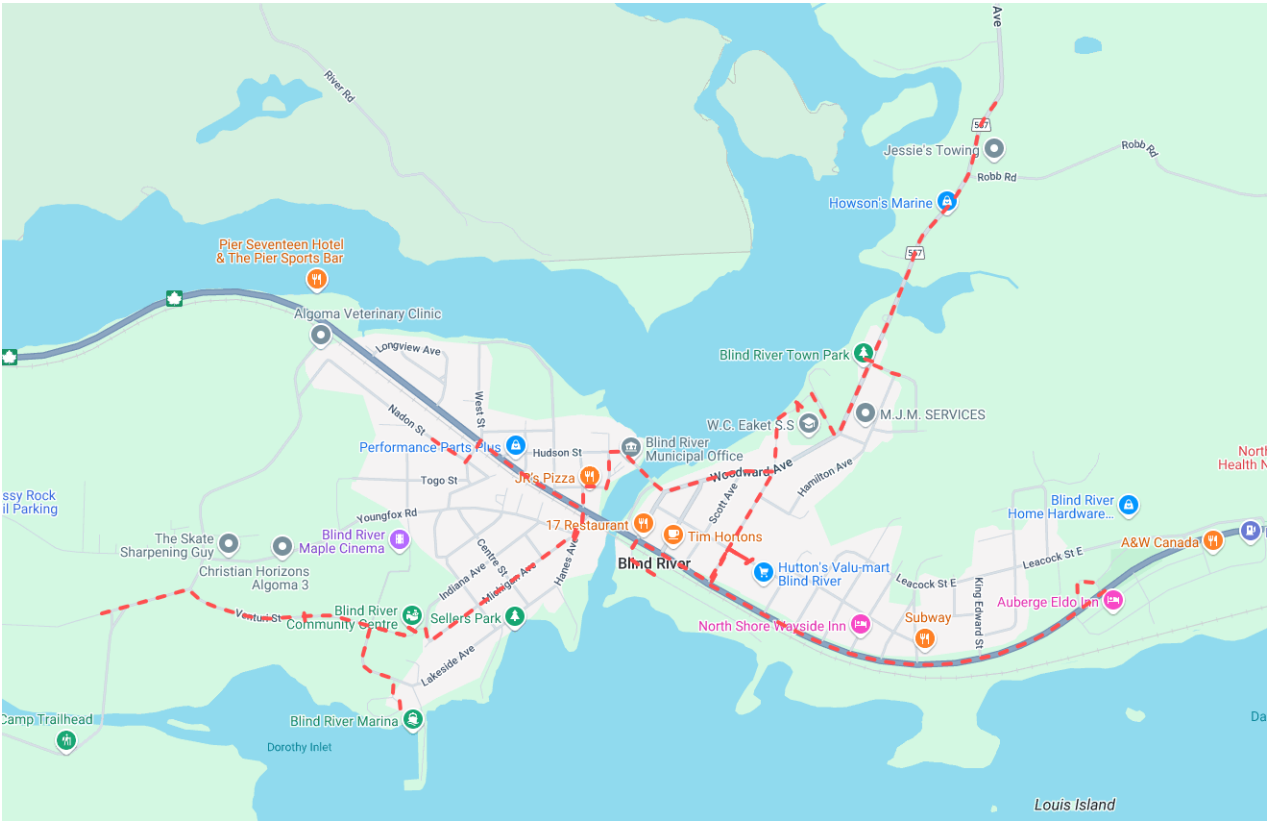 Ave
River Rd
557
Jessie's Towing
Robb Rd
Robb Rd
Howson's Marine
557
Pier Seventeen Hotel
& The Pier Sports Bar
Algoma Veterinary Clinic
Longview Ave
Blind River Town Park
West St
Nadon St
W.C. Eaket S.S
M.J.M. SERVICES
Performance Parts Plus
Hudson St
Blind River
Municipal Office
Woodward Ave
Hamilton Ave
North
Health N
JR's Pizza
Togo St
Scott Ave
ssy Rock
il Parking
Youngfox Rd
17 Restaurant
Tim Hortons
Blind River
Home Hardware...
Blind River
Maple Cinema
The Skate
Sharpening Guy
Christian Horizons
Algoma 3
Centre St
Hanes Ave
Indiana Ave
Michigan Ave
Blind River
Hutton's Valu-mart
Blind River
Leacock St E
Leacock St E
A&W Canada
King Edward St
Auberge Eldo Inn
Venturi St
Blind River
Community Centre
Sellers Park
North Shore Wayside Inn
Subway
Lakeside Ave
Blind River Marina
Camp Trailhead
Dorothy Inlet
Da
Louis Island